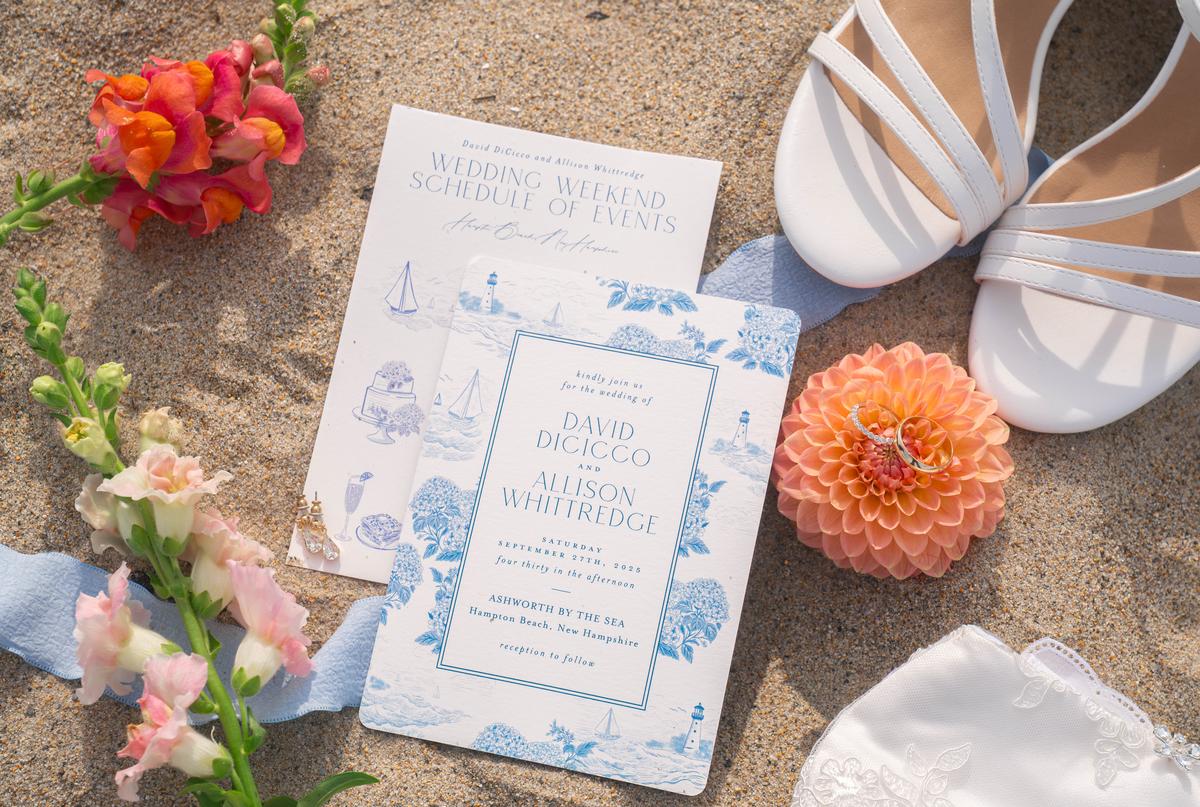 David DiCicco and Allison Whittredge
WEDDING WEEKEND
SCHEDULE OF EVENTS
kindly join us
for the wedding of
DAVID
DICICCO
AND
ALLISON
WHITTREDGE
SATURDAY
SEPTEMBER 27TH, 2025
four thirty in the afternoon
ASHWORTH BY THE SEA
Hampton Beach, New Hampshire
reception to follow